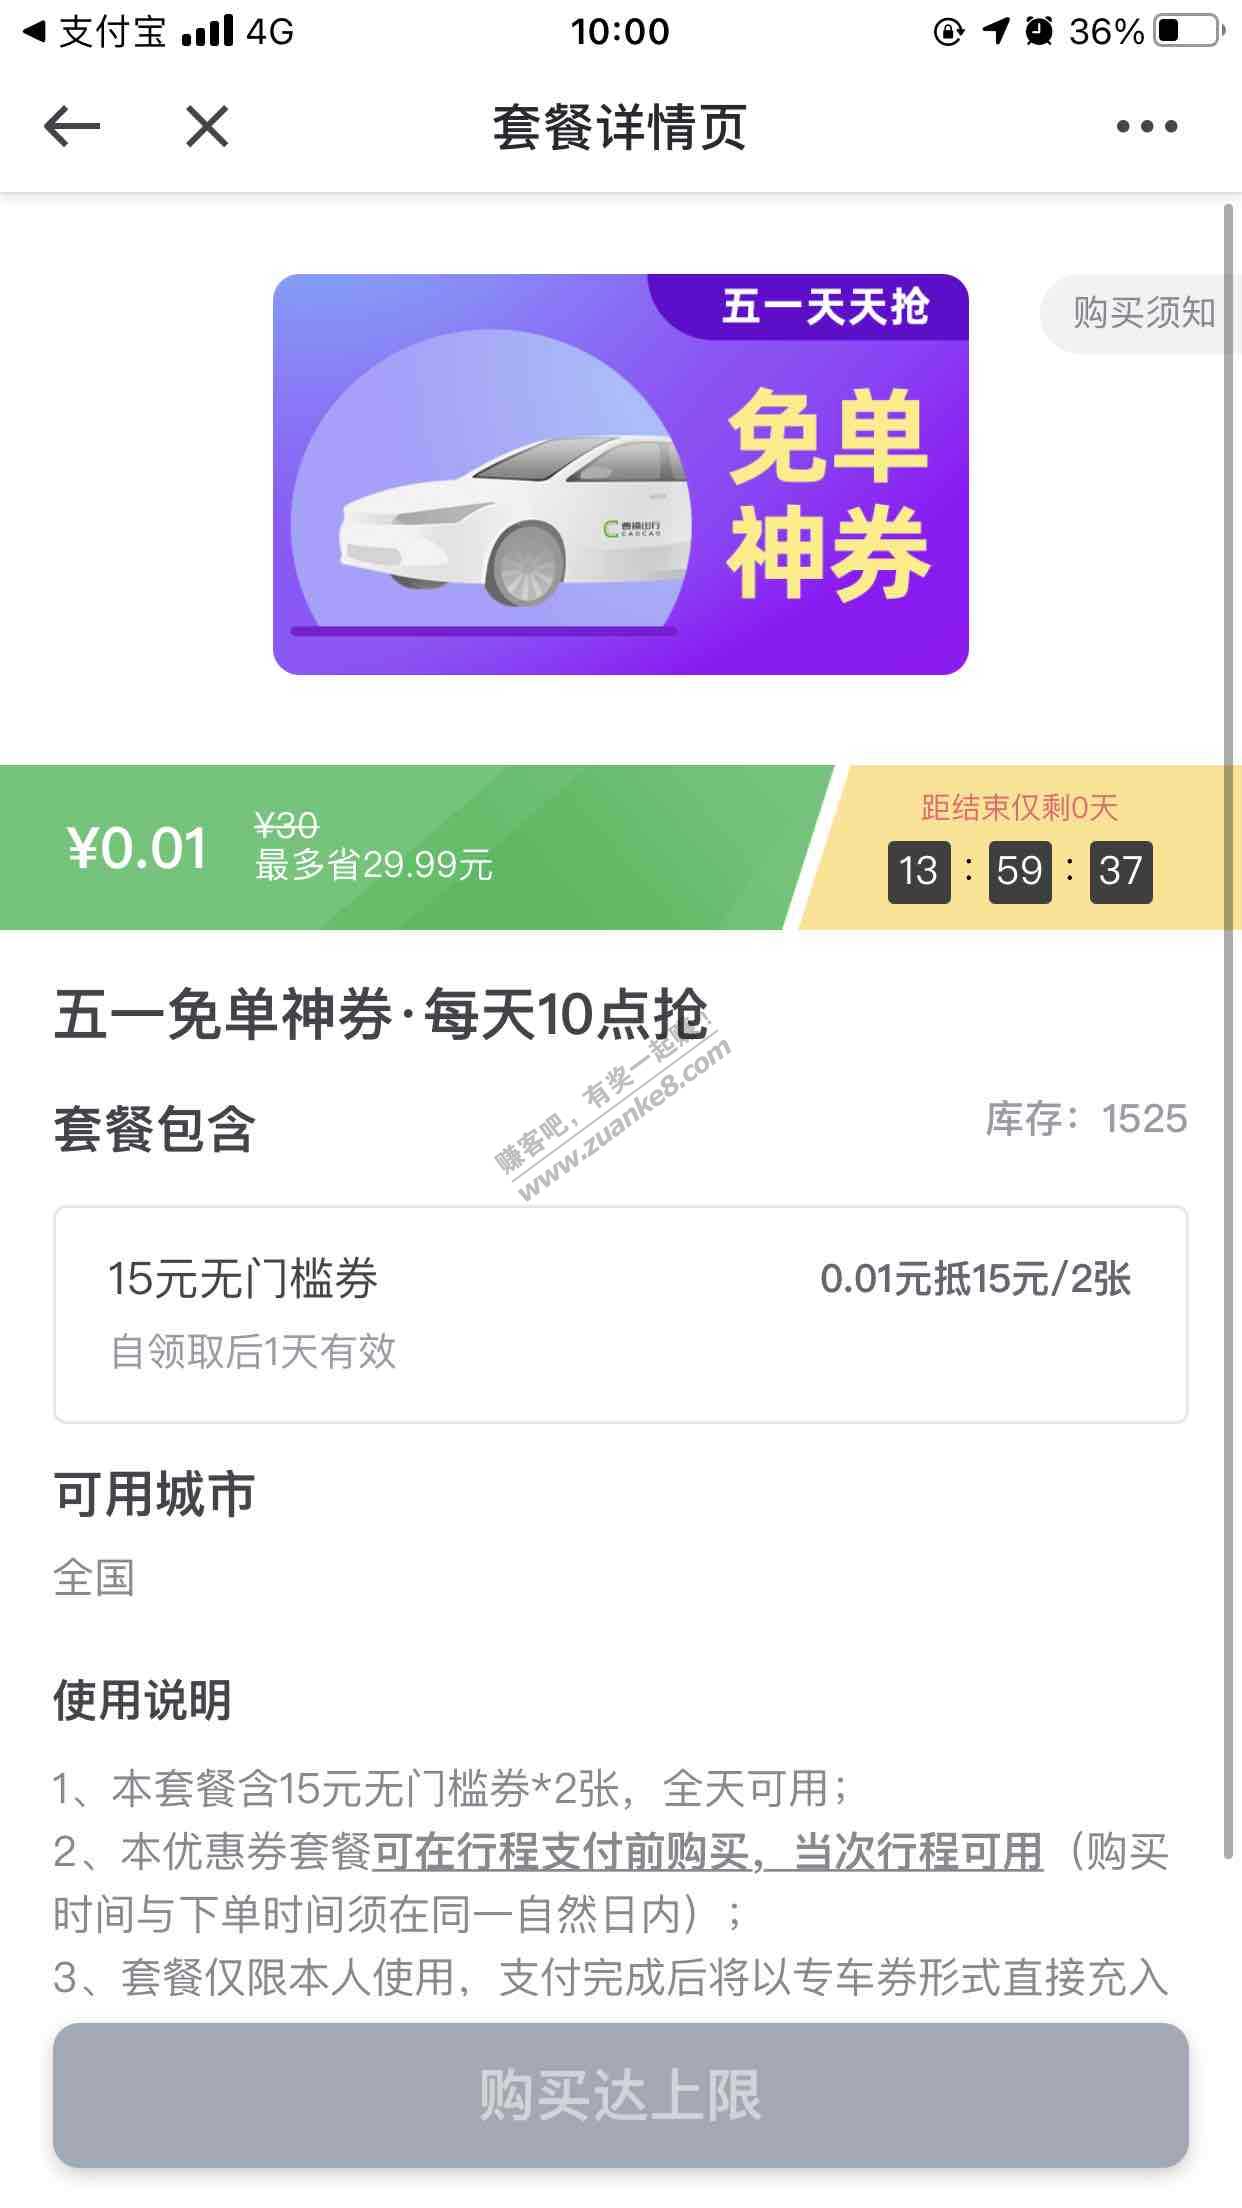 支付宝 4G 10:00 36%
套餐详情页
五一天天抢
购买须知
免单
神券
曹操出行
CAOCAO
¥0.01
¥30
最多省29.99元
距结束仅剩0天
13 : 59 : 37
五一免单神券·每天10点抢
套餐包含
库存：1525
赚客吧，有奖一起赚！
www.zuanke8.com
15元无门槛券
0.01元抵15元/2张
自领取后1天有效
可用城市
全国
使用说明
1、本套餐含15元无门槛券*2张，全天可用；
2、本优惠券套餐可在行程支付前购买，当次行程可用（购买
时间与下单时间须在同一自然日内）；
3、套餐仅限本人使用，支付完成后将以专车券形式直接充入
购买达上限